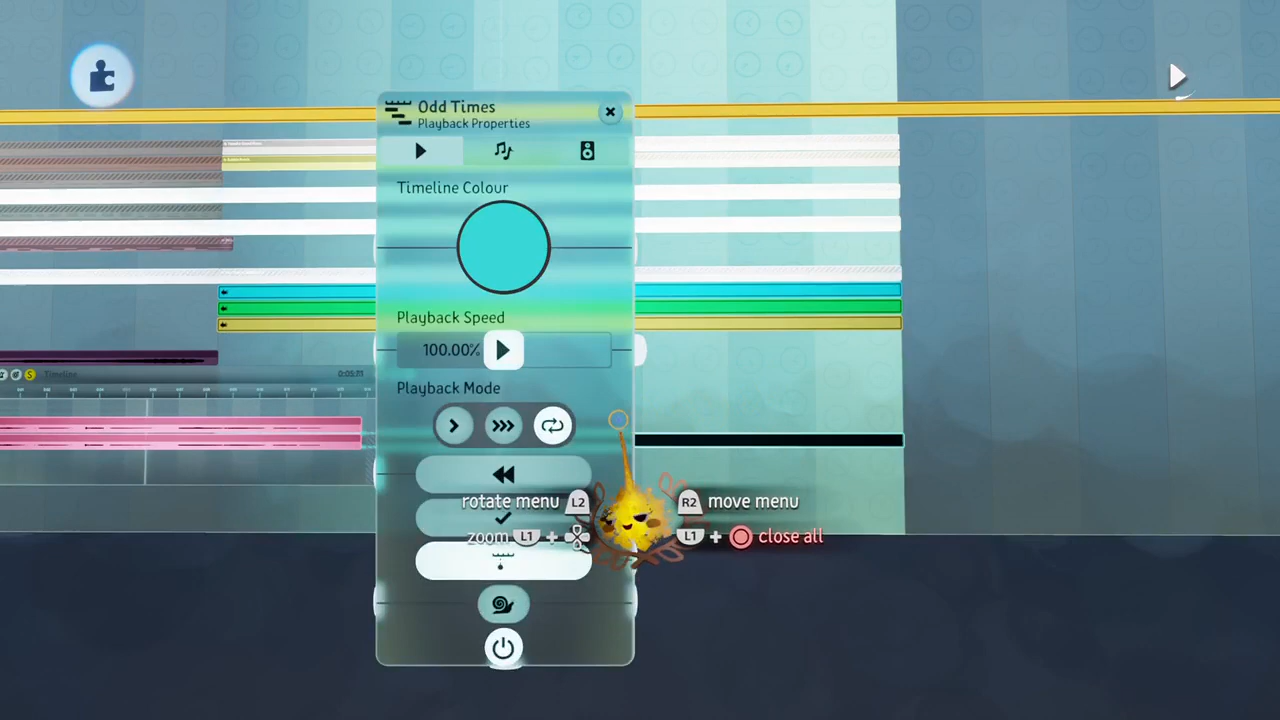 Odd Times
Playback Properties
Timeline Colour
Playback Speed
100.00%
Playback Mode
S Timeline
rotate menu L2
R2 move menu
zoom L1 +
L1 + close all